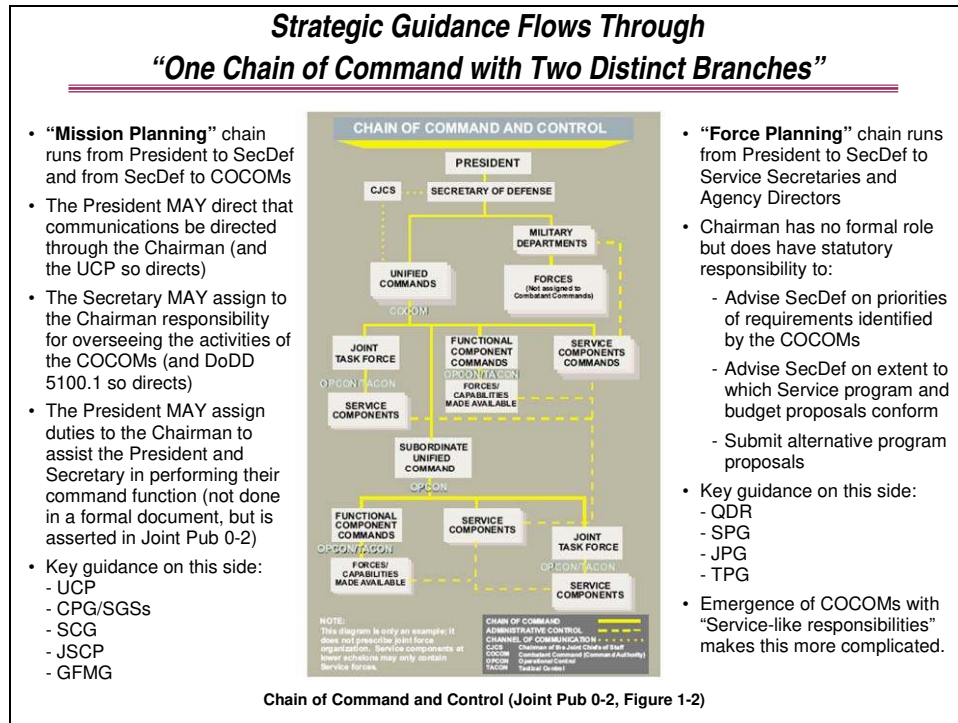 Strategic Guidance Flows Through
“One Chain of Command with Two Distinct Branches”
• “Mission Planning” chain
runs from President to SecDef
and from SecDef to COCOMs
• The President MAY direct that
communications be directed
through the Chairman (and
the UCP so directs)
• The Secretary MAY assign to
the Chairman responsibility
for overseeing the activities of
the COCOMs (and DoDD
5100.1 so directs)
• The President MAY assign
duties to the Chairman to
assist the President and
Secretary in performing their
command function (not done
in a formal document, but is
asserted in Joint Pub 0-2)
• Key guidance on this side:
- UCP
- CPG/SGSs
- SCG
- JSCP
- GFMG
CHAIN OF COMMAND AND CONTROL
PRESIDENT
CJCS
SECRETARY OF DEFENSE
MILITARY
DEPARTMENTS
UNIFIED
COMMANDS
FORCES
(Not assigned to
Combatant Commands)
COCOM
JOINT
TASK FORCE
OPCON/TACON
SERVICE
COMPONENTS
FUNCTIONAL
COMPONENT
COMMANDS
OPCON/TACON
FORCES/
CAPABILITIES
MADE AVAILABLE
SERVICE
COMPONENTS
COMMANDS
SUBORDINATE
UNIFIED
COMMAND
OPCON
FUNCTIONAL
COMPONENT
COMMANDS
OPCON/TACON
FORCES/
CAPABILITIES
MADE AVAILABLE
SERVICE
COMPONENTS
JOINT
TASK FORCE
OPCON/TACON
SERVICE
COMPONENTS
NOTE:
This diagram is only an example; it
does not prescribe joint force
organization. Service components at
lower echelons may only contain
Service forces.
CHAIN OF COMMAND
ADMINISTRATIVE CONTROL
CHANNEL OF COMMUNICATION
CJCS Chairman of the Joint Chiefs of Staff
COCOM Combatant Command (Command Authority)
OPCON Operational Control
TACON Tactical Control
• “Force Planning” chain runs
from President to SecDef to
Service Secretaries and
Agency Directors
• Chairman has no formal role
but does have statutory
responsibility to:
- Advise SecDef on priorities
of requirements identified
by the COCOMs
- Advise SecDef on extent to
which Service program and
budget proposals conform
- Submit alternative program
proposals
• Key guidance on this side:
- QDR
- SPG
- JPG
- TPG
• Emergence of COCOMs with
“Service-like responsibilities”
makes this more complicated.
Chain of Command and Control (Joint Pub 0-2, Figure 1-2)